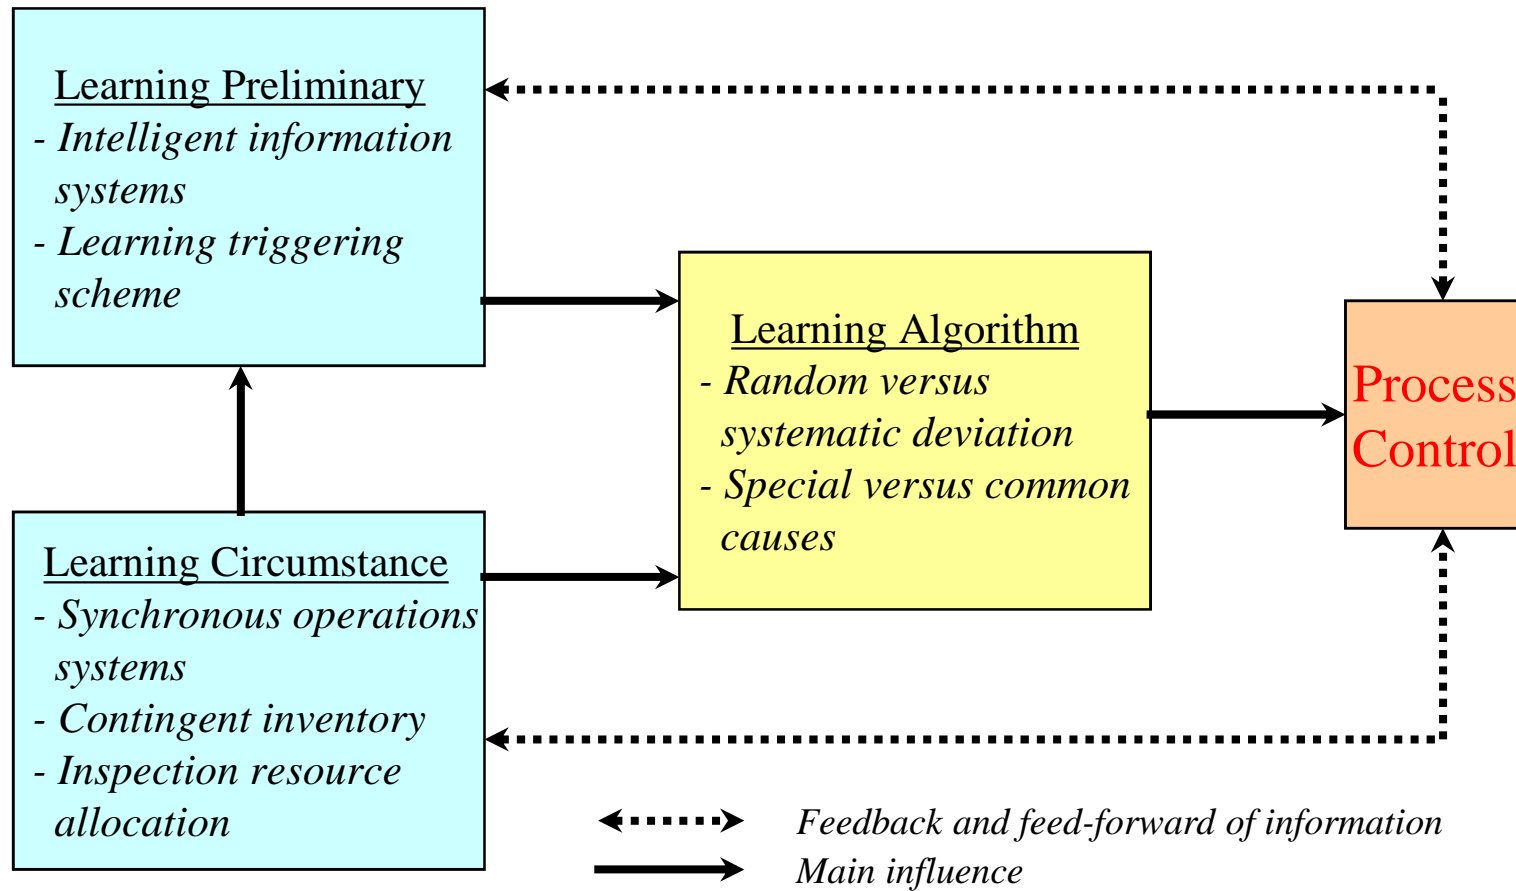 Learning Preliminary
- Intelligent information
systems
- Learning triggering
scheme
Learning Algorithm
- Random versus
systematic deviation
- Special versus common
causes
Process
Control
Learning Circumstance
- Synchronous operations
systems
- Contingent inventory
- Inspection resource
allocation
Feedback and feed-forward of information
Main influence